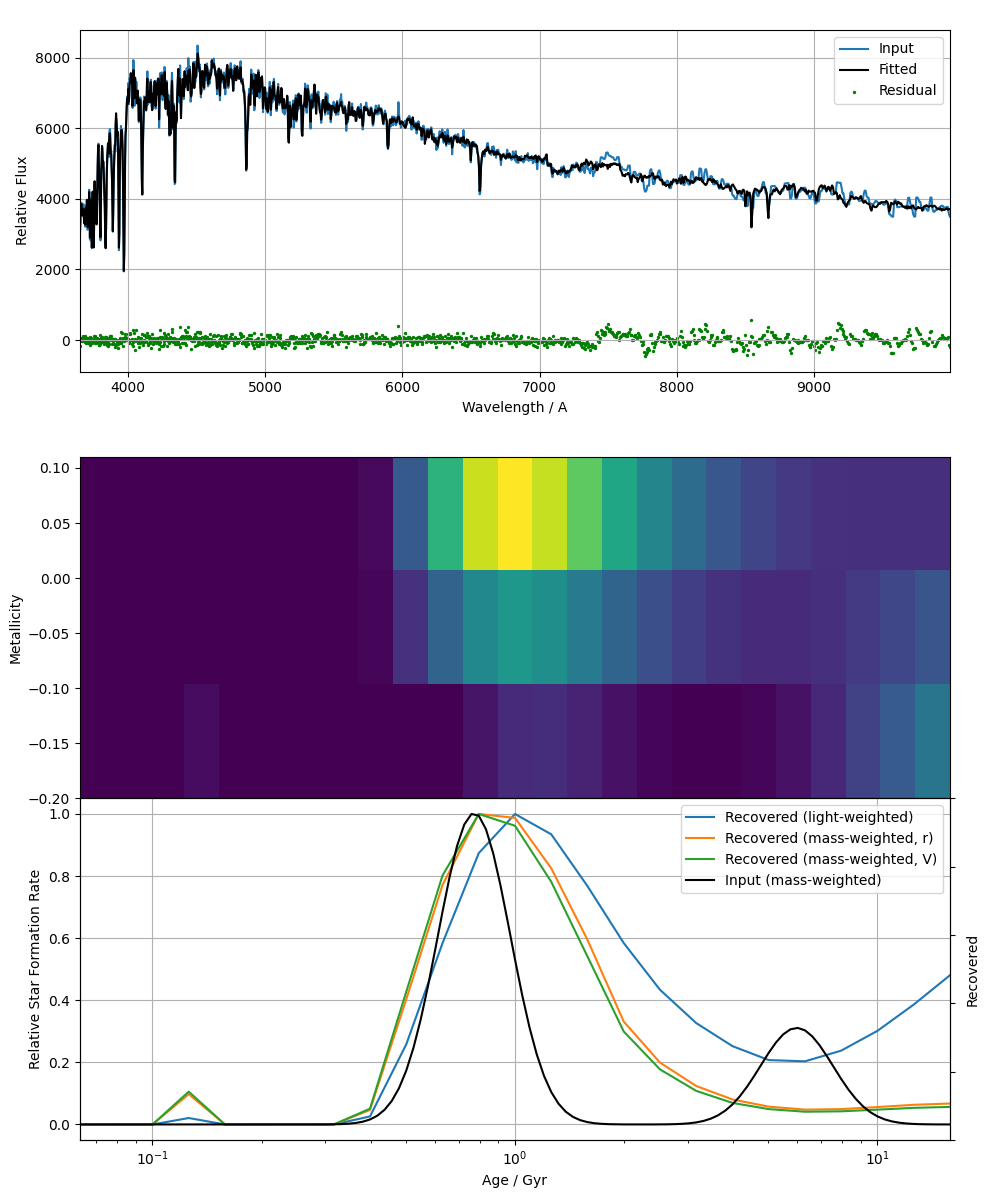 8000
6000
4000
2000
0
Relative Flux
Input
Fitted
Residual
4000 5000 6000 7000 8000 9000
Wavelength / A
0.10
0.05
0.00
−0.05
−0.10
−0.15
−0.20
Metallicity
1.0
0.8
0.6
0.4
0.2
0.0
Relative Star Formation Rate
Recovered (light-weighted)
Recovered (mass-weighted, r)
Recovered (mass-weighted, V)
Input (mass-weighted)
Recovered
10⁻¹ 10⁰ 10¹
Age / Gyr